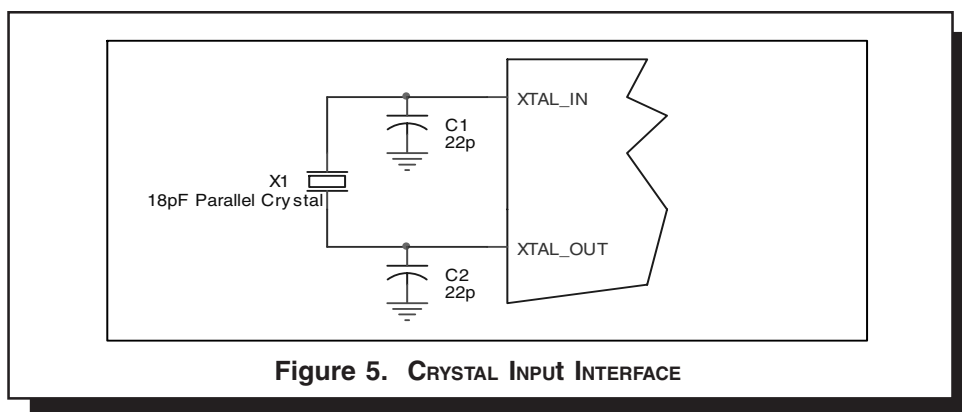 XTAL_IN
C1
22p
X1
18pF Parallel Crystal
XTAL_OUT
C2
22p
Figure 5. CRYSTAL INPUt INTERFACE